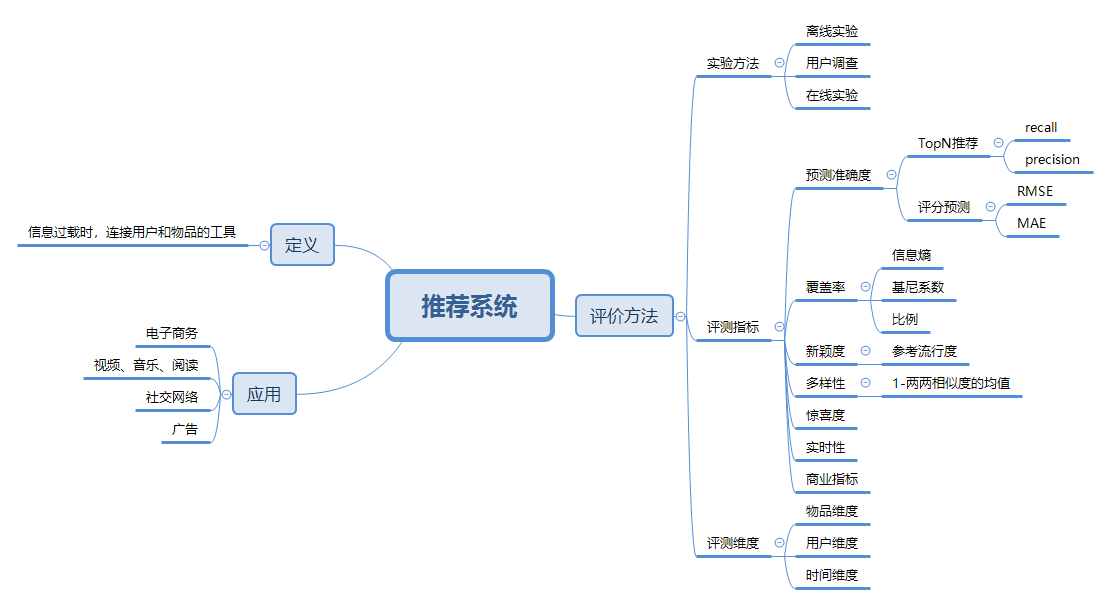 推荐系统
定义
信息过载时，连接用户和物品的工具
应用
电子商务
视频、音乐、阅读
社交网络
广告
评价方法
实验方法
离线实验
用户调查
在线实验
评测指标
预测准确度
TopN推荐
recall
precision
评分预测
RMSE
MAE
覆盖率
信息熵
基尼系数
比例
新颖度
参考流行度
多样性
1-两两相似度的均值
惊喜度
实时性
商业指标
评测维度
物品维度
用户维度
时间维度